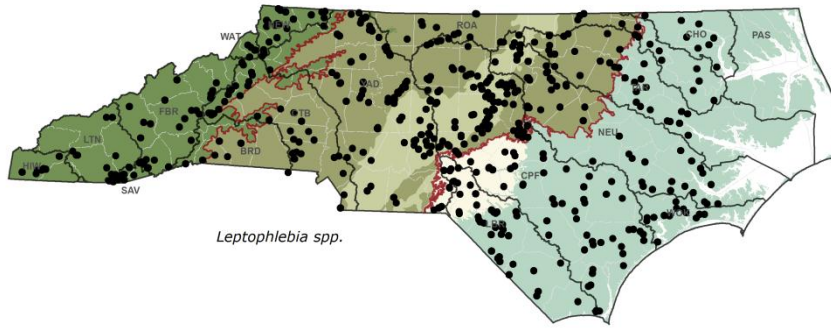 ROA
CHO
PAS
WAT
FBR
NEU
LTN
BRD
CPF
HIW
SAV
Leptophlebia spp.